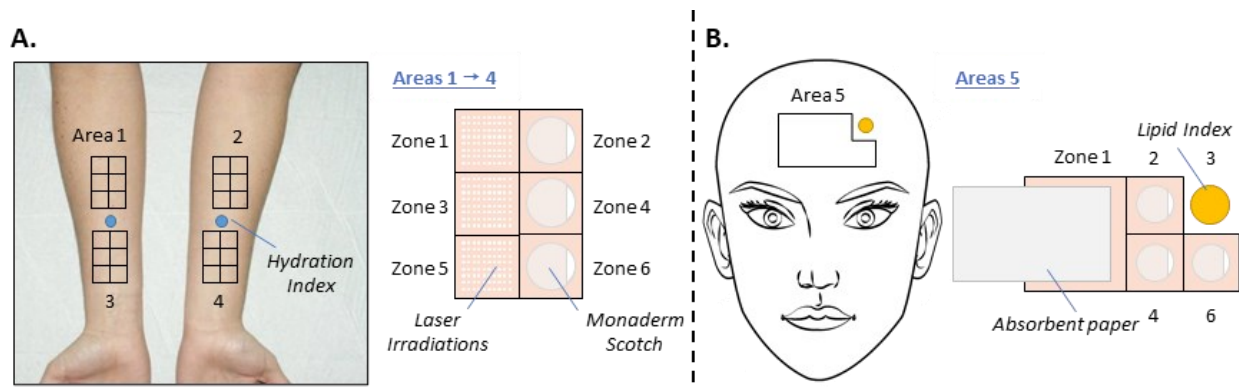 A.
Area 1
2
3
4
Hydration
Index
Areas 1 → 4
Zone 1
Zone 2
Zone 3
Zone 4
Zone 5
Zone 6
Laser
Irradiations
Monaderm
Scotch
B.
Area 5
Areas 5
Lipid Index
Zone 1
2
3
Absorbent paper
4
6